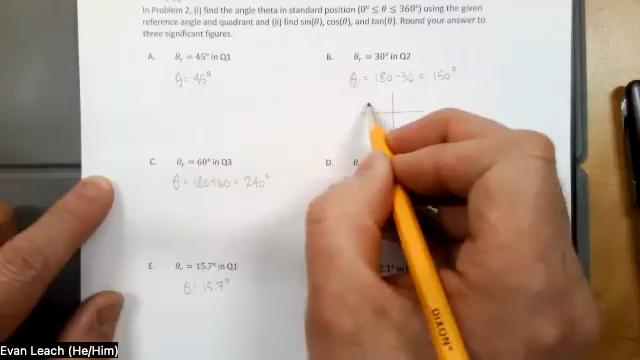 In Problem 2, (i) find the angle theta in standard position (0° ≤ θ ≤ 360°) using the given
reference angle and quadrant and (ii) find sin(θ), cos(θ), and tan(θ). Round your answer to
three significant figures.
A. θr = 45° in Q1
θ = 45°
B. θr = 30° in Q2
θ = 180-30 = 150°
C. θr = 60° in Q3
θ = 180+60 = 240°
D. θ
E. θr = 15.7° in Q1
θ = 15.7°
2.1° in
DIXON
Evan Leach (He/Him)